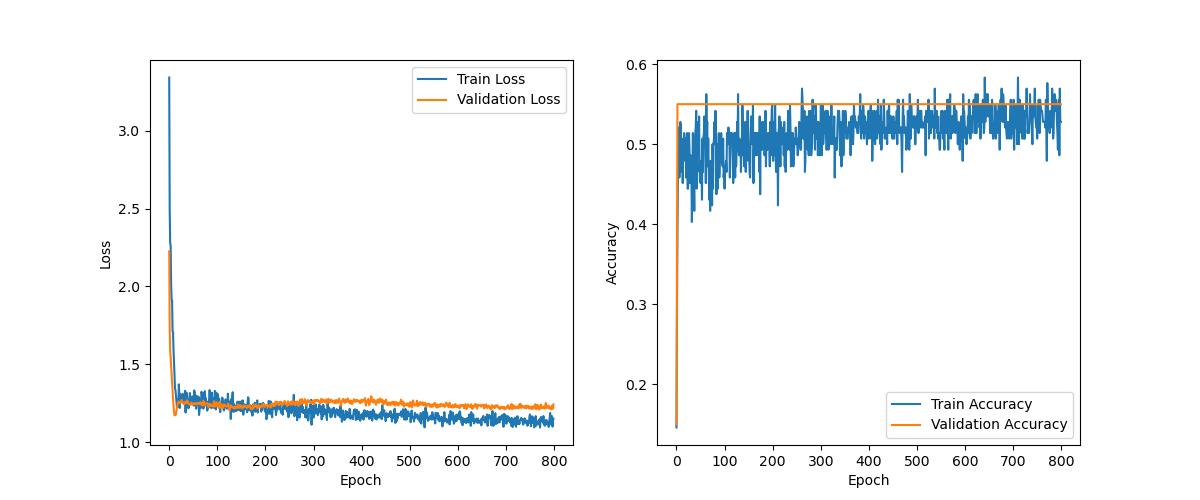 Train Loss
Validation Loss
3.0
2.5
2.0
1.5
1.0
Loss
0 100 200 300 400 500 600 700 800
Epoch
0.6
0.5
0.4
0.3
0.2
Accuracy
Train Accuracy
Validation Accuracy
0 100 200 300 400 500 600 700 800
Epoch